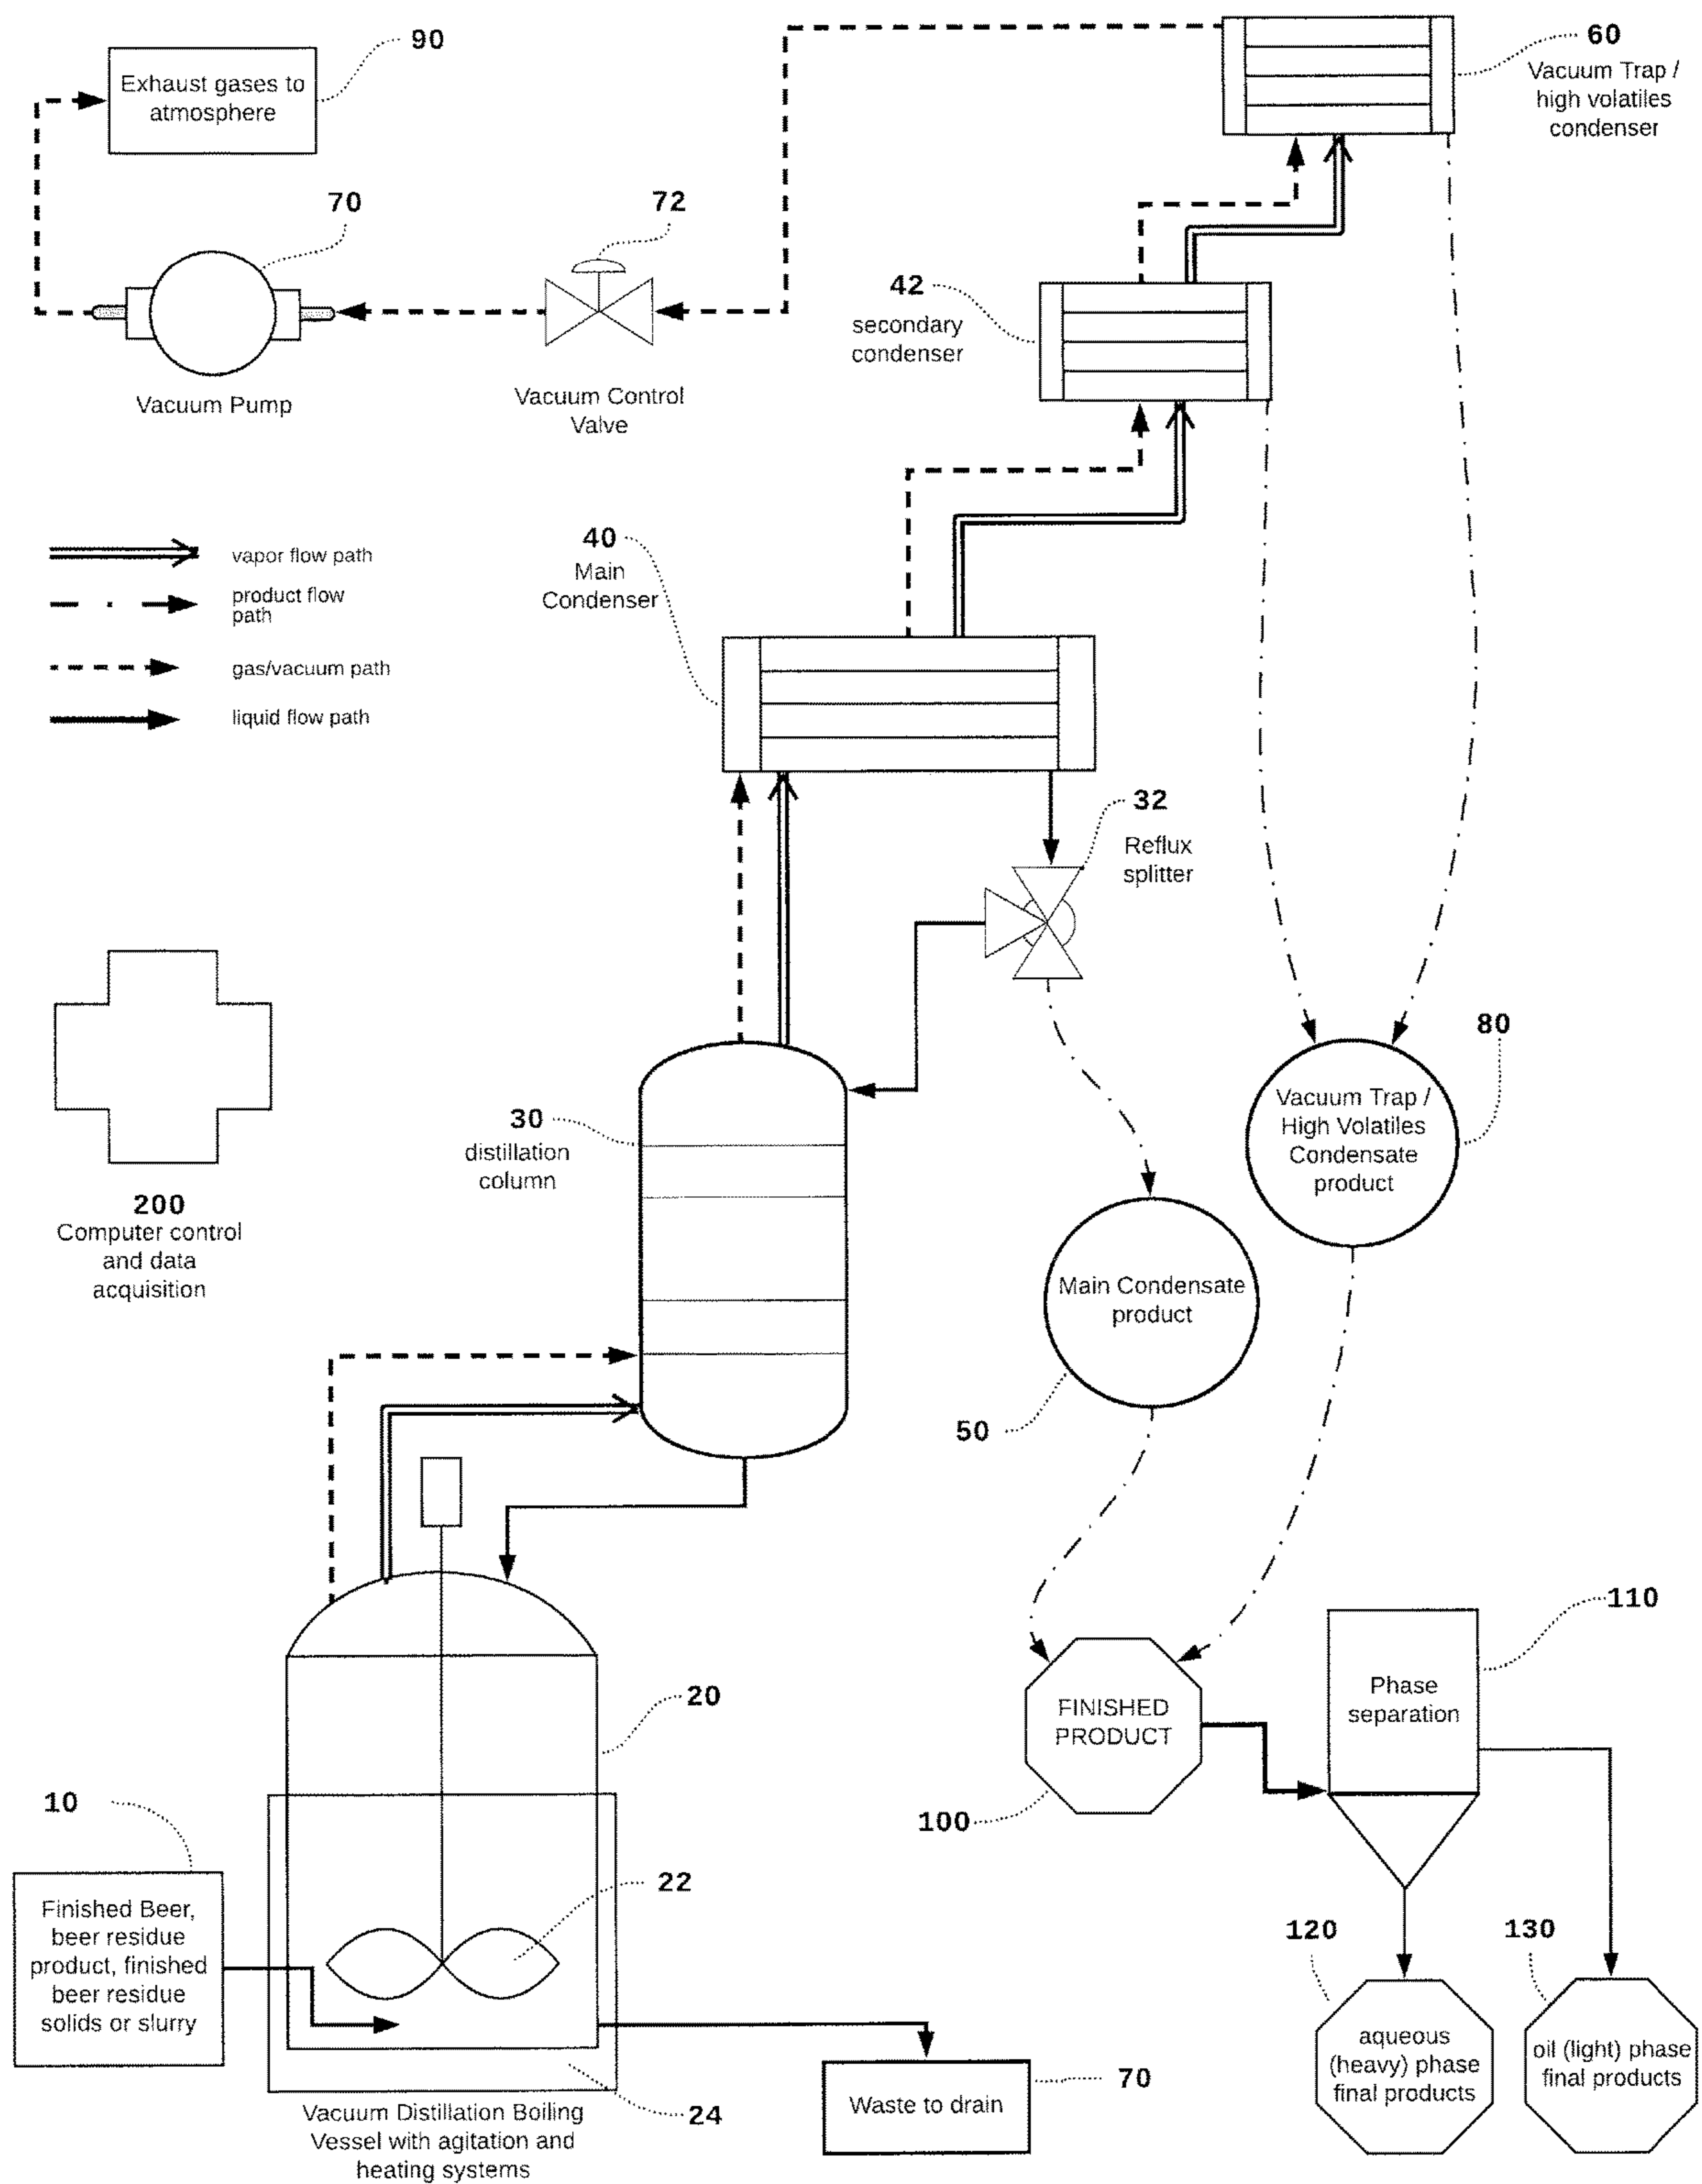 90
Exhaust gases to
atmosphere
60
Vacuum Trap /
high volatiles
condenser
70
Vacuum Pump
72
Vacuum Control
Valve
42
secondary
condenser
vapor flow path
product flow
path
gas/vacuum path
liquid flow path
40
Main
Condenser
32
Reflux
splitter
200
Computer control
and data
acquisition
30
distillation
column
80
Vacuum Trap /
High Volatiles
Condensate
product
Main Condensate
product
50
20
10
Finished Beer,
beer residue
product, finished
beer residue
solids or slurry
22
24
Vacuum Distillation Boiling
Vessel with agitation and
heating systems
Waste to drain
70
FINISHED
PRODUCT
100
110
Phase
separation
120
aqueous
(heavy) phase
final products
130
oil (light) phase
final products